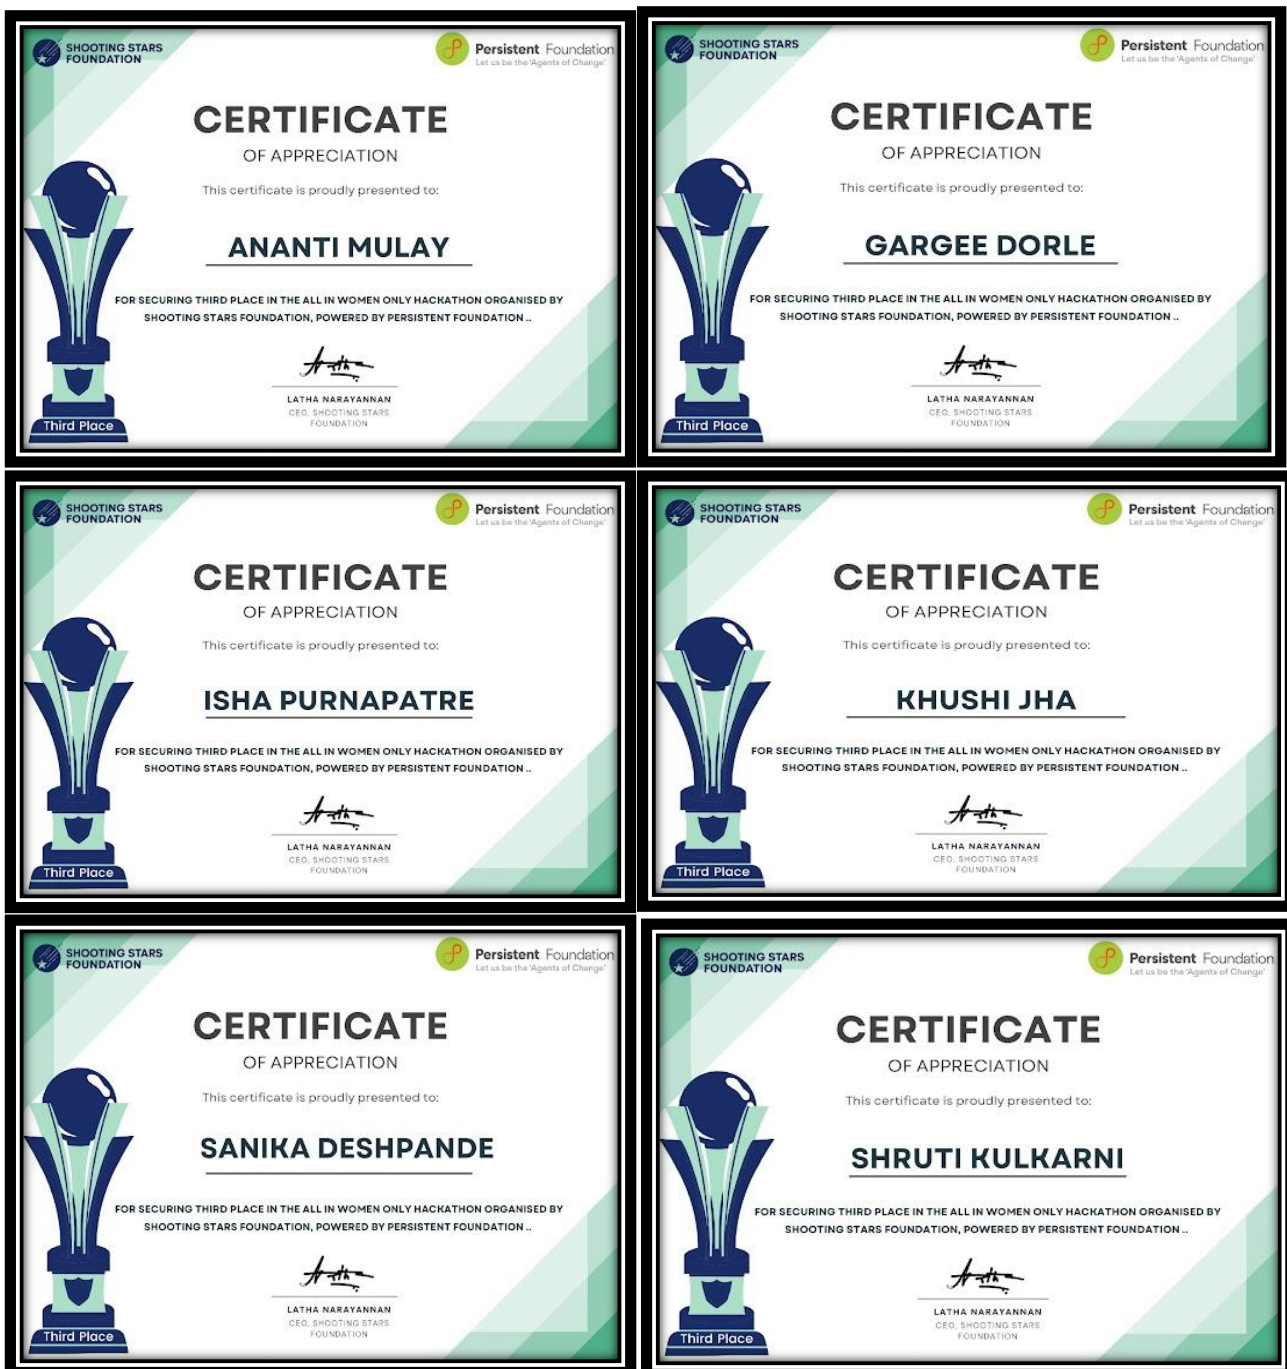 SHOOTING STARS
FOUNDATION
Persistent Foundation
Let us be the 'Agents of Change'
CERTIFICATE
OF APPRECIATION
This certificate is proudly presented to:
ANANTI MULAY
FOR SECURING THIRD PLACE IN THE ALL IN WOMEN ONLY HACKATHON ORGANISED BY
SHOOTING STARS FOUNDATION, POWERED BY PERSISTENT FOUNDATION ..
LATHA NARAYANNAN
CEO, SHOOTING STARS
FOUNDATION
Third Place
SHOOTING STARS
FOUNDATION
Persistent Foundation
Let us be the 'Agents of Change'
CERTIFICATE
OF APPRECIATION
This certificate is proudly presented to:
GARGEE DORLE
FOR SECURING THIRD PLACE IN THE ALL IN WOMEN ONLY HACKATHON ORGANISED BY
SHOOTING STARS FOUNDATION, POWERED BY PERSISTENT FOUNDATION ..
LATHA NARAYANNAN
CEO, SHOOTING STARS
FOUNDATION
Third Place
SHOOTING STARS
FOUNDATION
Persistent Foundation
Let us be the 'Agents of Change'
CERTIFICATE
OF APPRECIATION
This certificate is proudly presented to:
ISHA PURNAPATRE
FOR SECURING THIRD PLACE IN THE ALL IN WOMEN ONLY HACKATHON ORGANISED BY
SHOOTING STARS FOUNDATION, POWERED BY PERSISTENT FOUNDATION ..
LATHA NARAYANNAN
CEO, SHOOTING STARS
FOUNDATION
Third Place
SHOOTING STARS
FOUNDATION
Persistent Foundation
Let us be the 'Agents of Change'
CERTIFICATE
OF APPRECIATION
This certificate is proudly presented to:
KHUSHI JHA
FOR SECURING THIRD PLACE IN THE ALL IN WOMEN ONLY HACKATHON ORGANISED BY
SHOOTING STARS FOUNDATION, POWERED BY PERSISTENT FOUNDATION ..
LATHA NARAYANNAN
CEO, SHOOTING STARS
FOUNDATION
Third Place
SHOOTING STARS
FOUNDATION
Persistent Foundation
Let us be the 'Agents of Change'
CERTIFICATE
OF APPRECIATION
This certificate is proudly presented to:
SANIKA DESHPANDE
FOR SECURING THIRD PLACE IN THE ALL IN WOMEN ONLY HACKATHON ORGANISED BY
SHOOTING STARS FOUNDATION, POWERED BY PERSISTENT FOUNDATION ..
LATHA NARAYANNAN
CEO, SHOOTING STARS
FOUNDATION
Third Place
SHOOTING STARS
FOUNDATION
Persistent Foundation
Let us be the 'Agents of Change'
CERTIFICATE
OF APPRECIATION
This certificate is proudly presented to:
SHRUTI KULKARNI
FOR SECURING THIRD PLACE IN THE ALL IN WOMEN ONLY HACKATHON ORGANISED BY
SHOOTING STARS FOUNDATION, POWERED BY PERSISTENT FOUNDATION ..
LATHA NARAYANNAN
CEO, SHOOTING STARS
FOUNDATION
Third Place